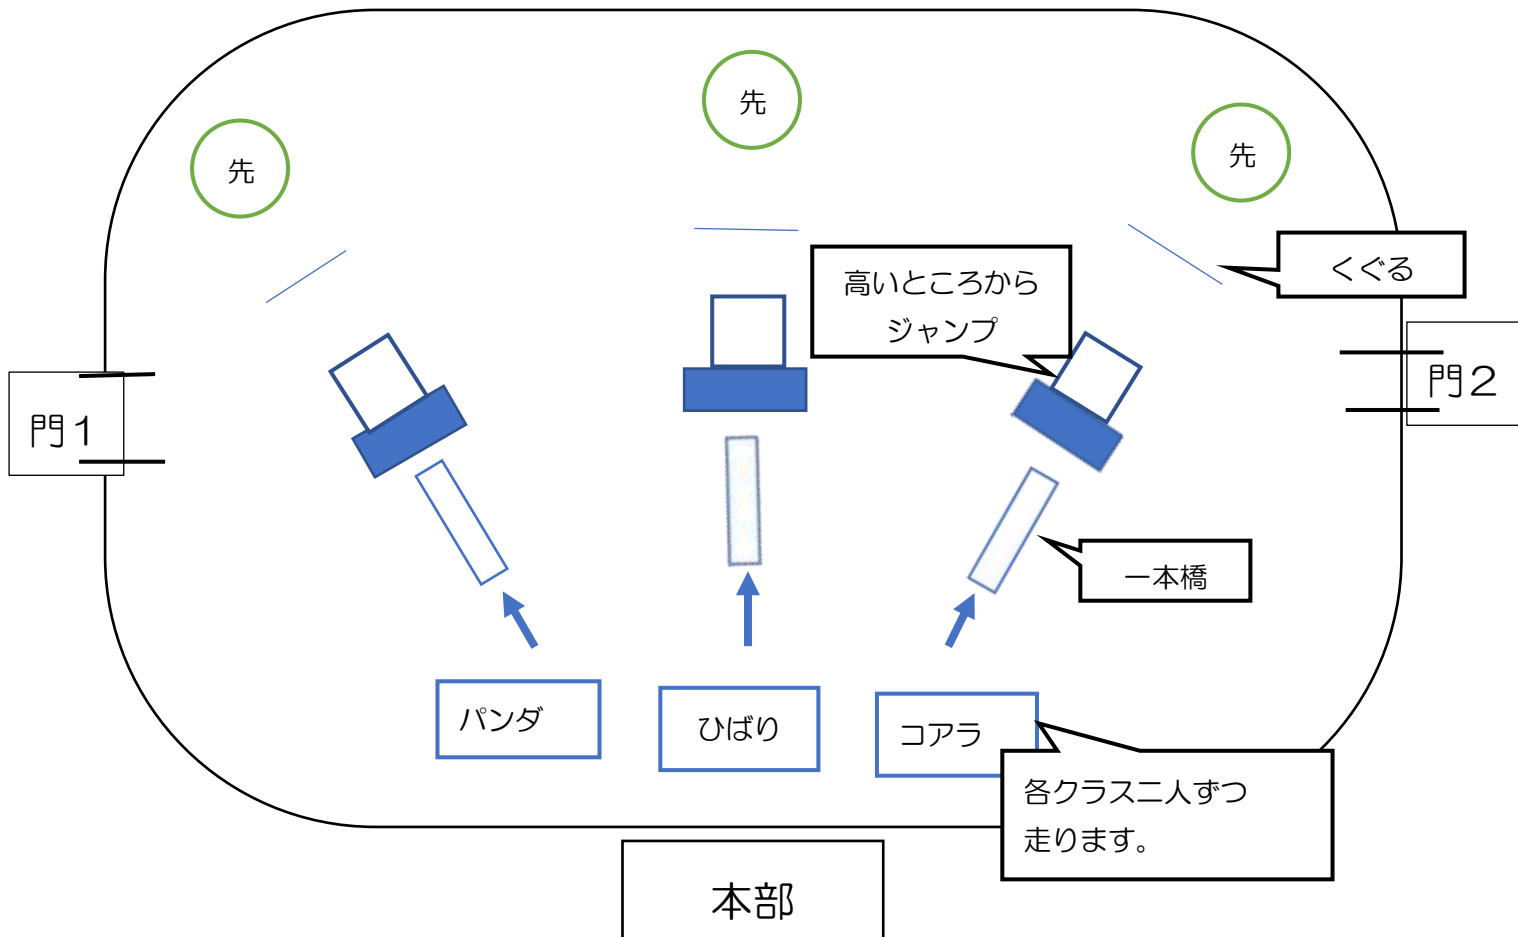 先
先
先
くぐる
高いところから
ジャンプ
門1
門2
一本橋
パンダ
ひばり
コアラ
各クラス二人ずつ
走ります。
本部